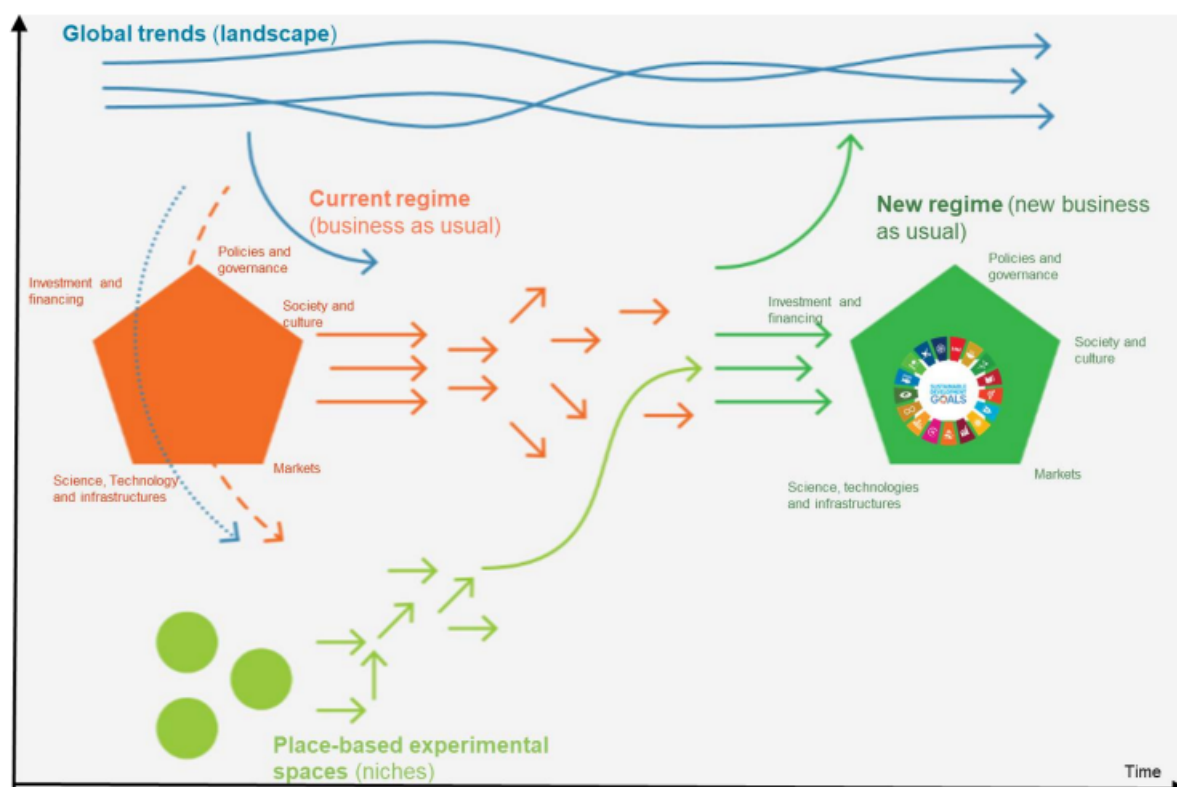 Global trends (landscape)
Current regime
(business as usual)
New regime (new business
as usual)
Policies and
governance
Investment and
financing
Society and
culture
Science, Technology
and infrastructures
Markets
Policies and
governance
Investment and
financing
Society and
culture
SUSTAINABLE
DEVELOPMENT
GOALS
Science, technologies
and infrastructures
Markets
Place-based experimental
spaces (niches)
Time